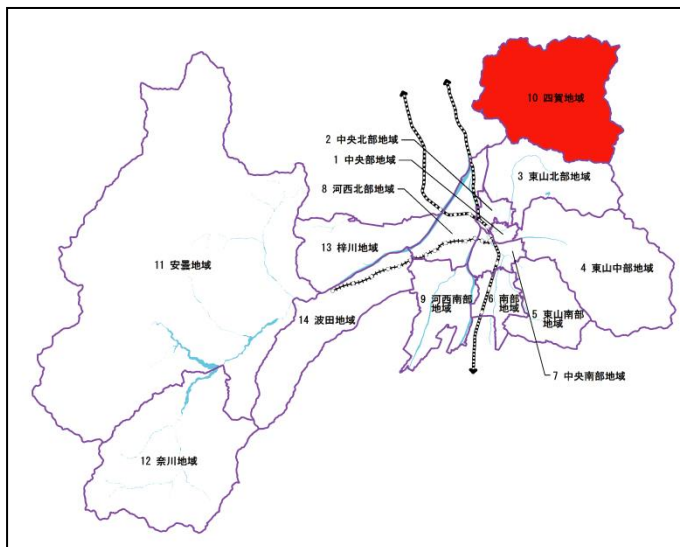 10 四賀地域
2 中央北部地域
1 中央部地域
8 河西北部地域
3 東山北部地域
13 梓川地域
11 安曇地域
4 東山中部地域
9 河西南部
地域
6 南部
地域
14 波田地域
5 東山南部
地域
7 中央南部地域
12 奈川地域